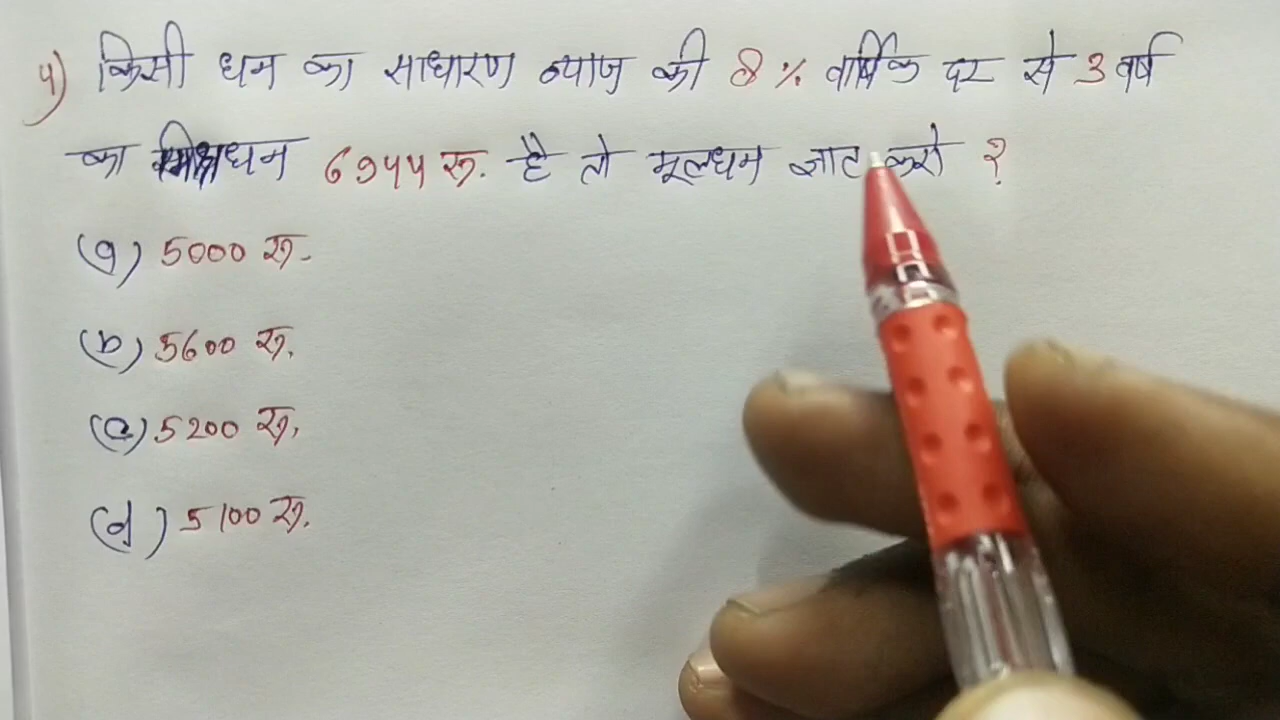 4) किसी धन का साधारण ब्याज की 8% वार्षिक दर से 3 वर्ष
का मिश्रधन 6944 रू. है तो मूलधन ज्ञात करो ?
(a) 5000 रू.
(b) 5600 रू.
(c) 5200 रू.
(d) 5100 रू.